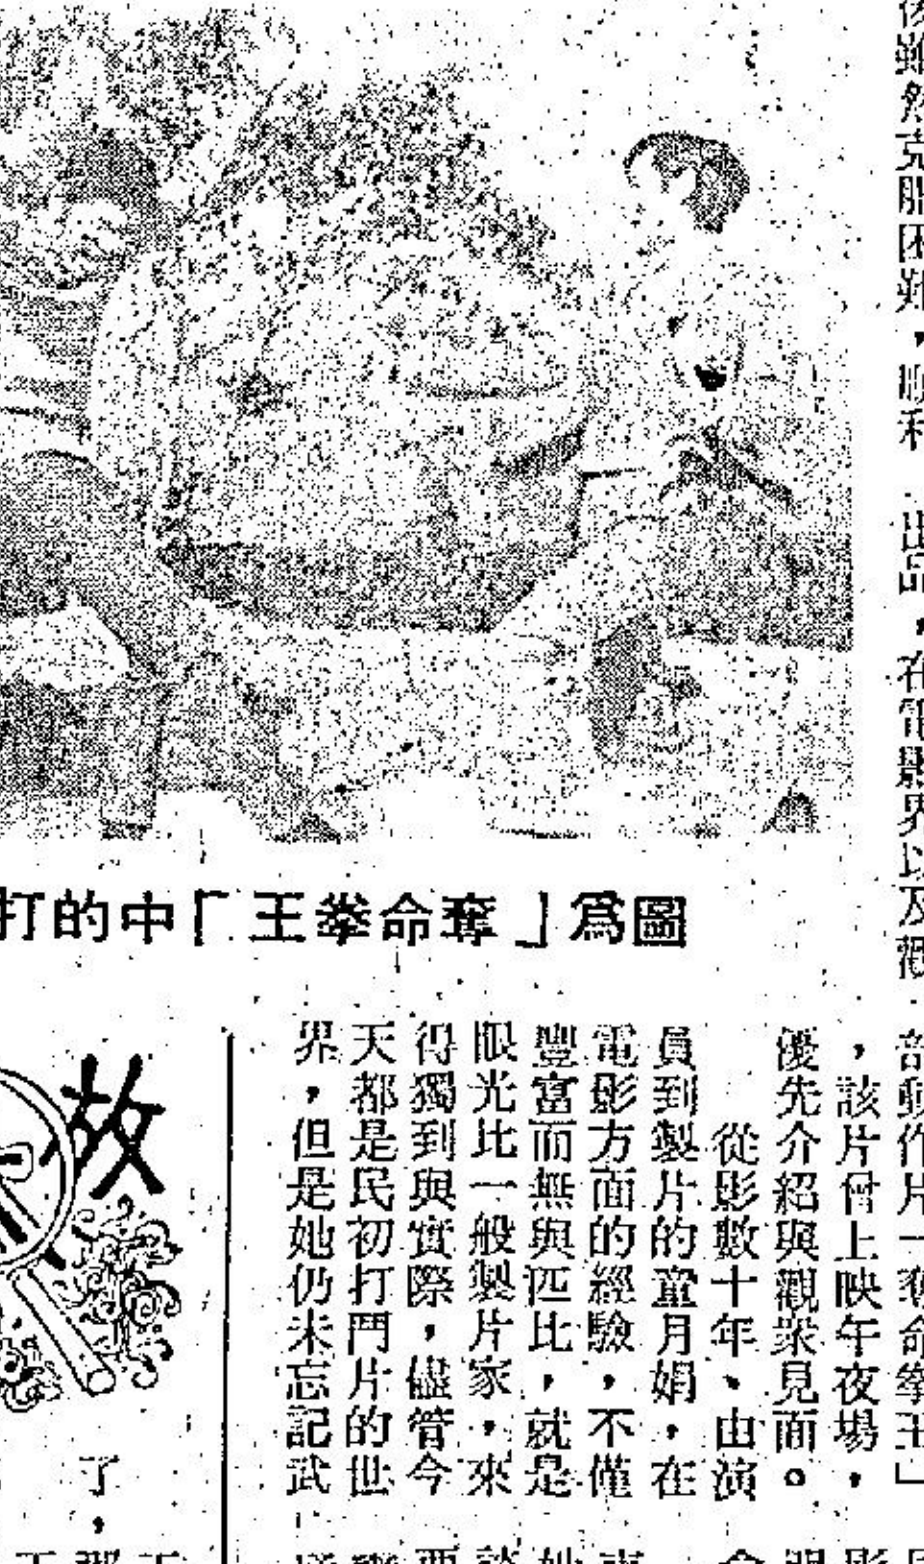 後雖然克服困難，順利
出品，在電影界以及觀
圖為「奪命拳王」中的打
部動作片「奪命拳王」
，該片曾上映午夜場，
優先介紹與觀眾見面。
從影數十年、由演
員到製片的童月娟，在
電影方面的經驗，不僅
豐富而無與匹比，就是
眼光比一般製片家，來
得獨到與實際，儘管今
天都是民初打鬥片的世
界，但是她仍未忘記武
故
了，